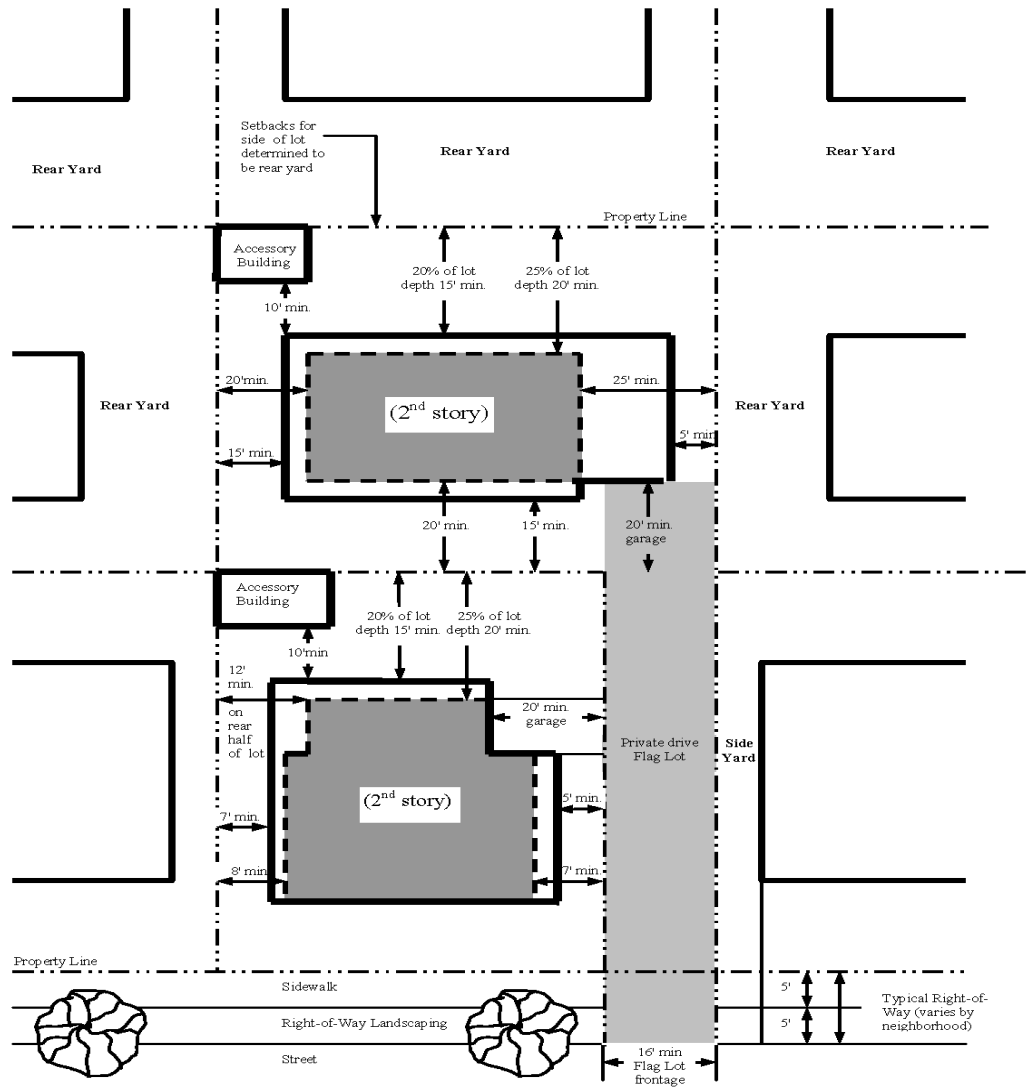 Setbacks for
side of lot
determined to
be rear yard
Rear Yard
Rear Yard
Rear Yard
Property Line
Accessory
Building
20% of lot
depth 15' min.
25% of lot
depth 20' min.
10' min.
20'min.
25' min.
Rear Yard
(2nd story)
Rear Yard
5' min
15' min.
20' min.
15' min.
20' min.
garage
Accessory
Building
20% of lot
depth 15' min.
25% of lot
depth 20' min.
10'min
12'
min.
on
rear
half
of lot
20' min.
garage
Private drive
Flag Lot
Side
Yard
(2nd story)
5' min.
7' min.
8' min
7' min.
Property Line
Sidewalk
5'
Right-of-Way Landscaping
5'
Typical Right-of-
Way (varies by
neighborhood)
Street
16' min
Flag Lot
frontage